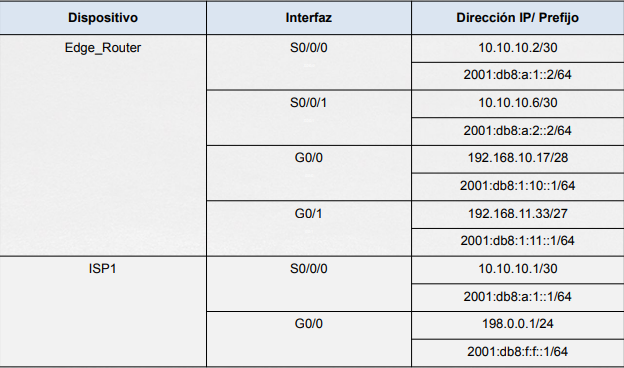 Dispositivo Interfaz Dirección IP/ Prefijo
Edge_Router S0/0/0 10.10.10.2/30
2001:db8:a:1::2/64
S0/0/1 10.10.10.6/30
2001:db8:a:2::2/64
G0/0 192.168.10.17/28
2001:db8:1:10::1/64
G0/1 192.168.11.33/27
2001:db8:1:11::1/64
ISP1 S0/0/0 10.10.10.1/30
2001:db8:a:1::1/64
G0/0 198.0.0.1/24
2001:db8:f:f::1/64